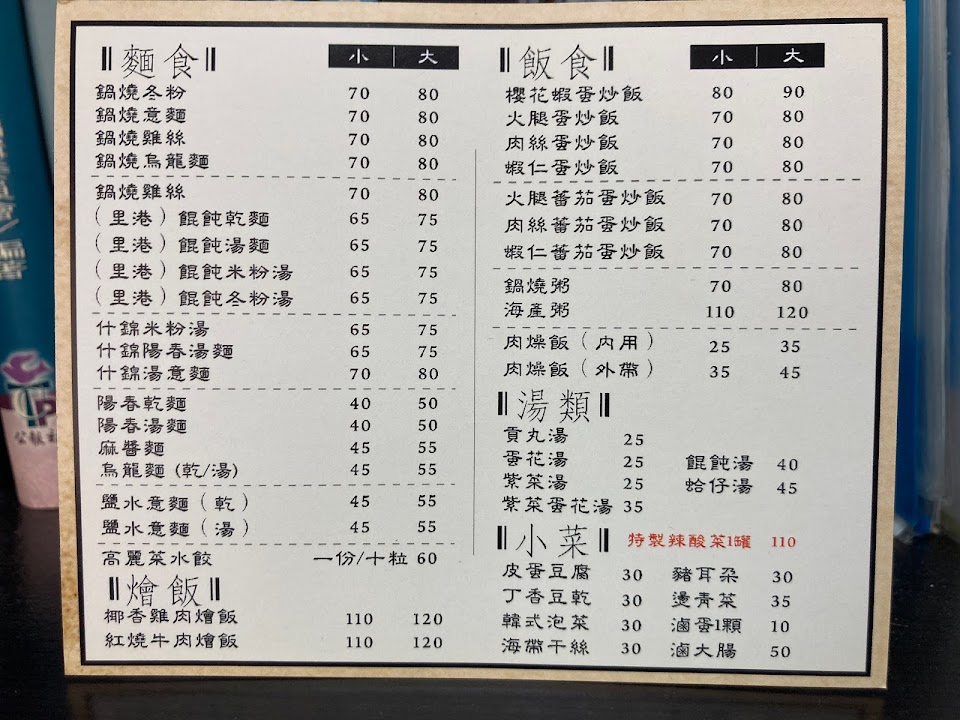 麵食 小 大
鍋燒冬粉 70 80
鍋燒意麵 70 80
鍋燒雞絲 70 80
鍋燒烏龍麵 70 80
鍋燒雞絲 70 80
（里港）餛飩乾麵 65 75
（里港）餛飩湯麵 65 75
（里港）餛飩米粉湯 65 75
（里港）餛飩冬粉湯 65 75
什錦米粉湯 65 75
什錦陽春湯麵 65 75
什錦湯意麵 70 80
陽春乾麵 40 50
陽春湯麵 40 50
麻醬麵 45 55
烏龍麵 (乾/湯) 45 55
鹽水意麵（乾） 45 55
鹽水意麵（湯） 45 55
高麗菜水餃 一份/十粒 60
燴飯
椰香雞肉燴飯 110 120
紅燒牛肉燴飯 110 120
飯食 小 大
櫻花蝦蛋炒飯 80 90
火腿蛋炒飯 70 80
肉絲蛋炒飯 70 80
蝦仁蛋炒飯 70 80
火腿蕃茄蛋炒飯 70 80
肉絲蕃茄蛋炒飯 70 80
蝦仁蕃茄蛋炒飯 70 80
鍋燒粥 70 80
海產粥 110 120
肉燥飯（內用） 25 35
肉燥飯（外帶） 35 45
湯類
貢丸湯 25
蛋花湯 25 餛飩湯 40
紫菜湯 25 蛤仔湯 45
紫菜蛋花湯 35
小菜 特製辣酸菜1罐 110
皮蛋豆腐 30 豬耳朵 30
丁香豆乾 30 燙青菜 35
韓式泡菜 30 滷蛋1顆 10
海帶干絲 30 滷大腸 50